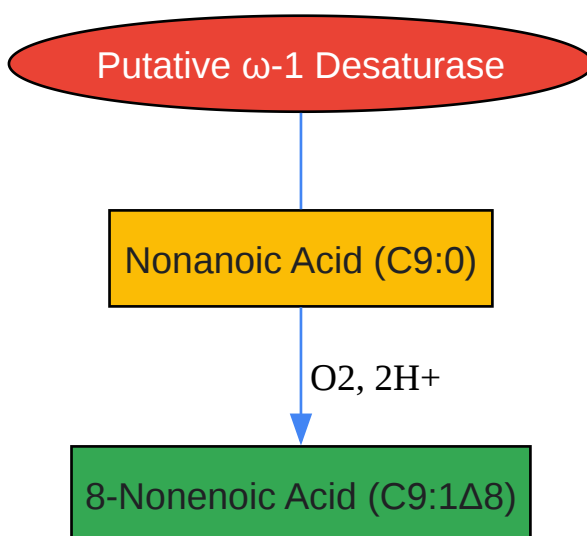 Putative ω-1 Desaturase
Nonanoic Acid (C9:0)
O2, 2H+
8-Nonenoic Acid (C9:1Δ8)